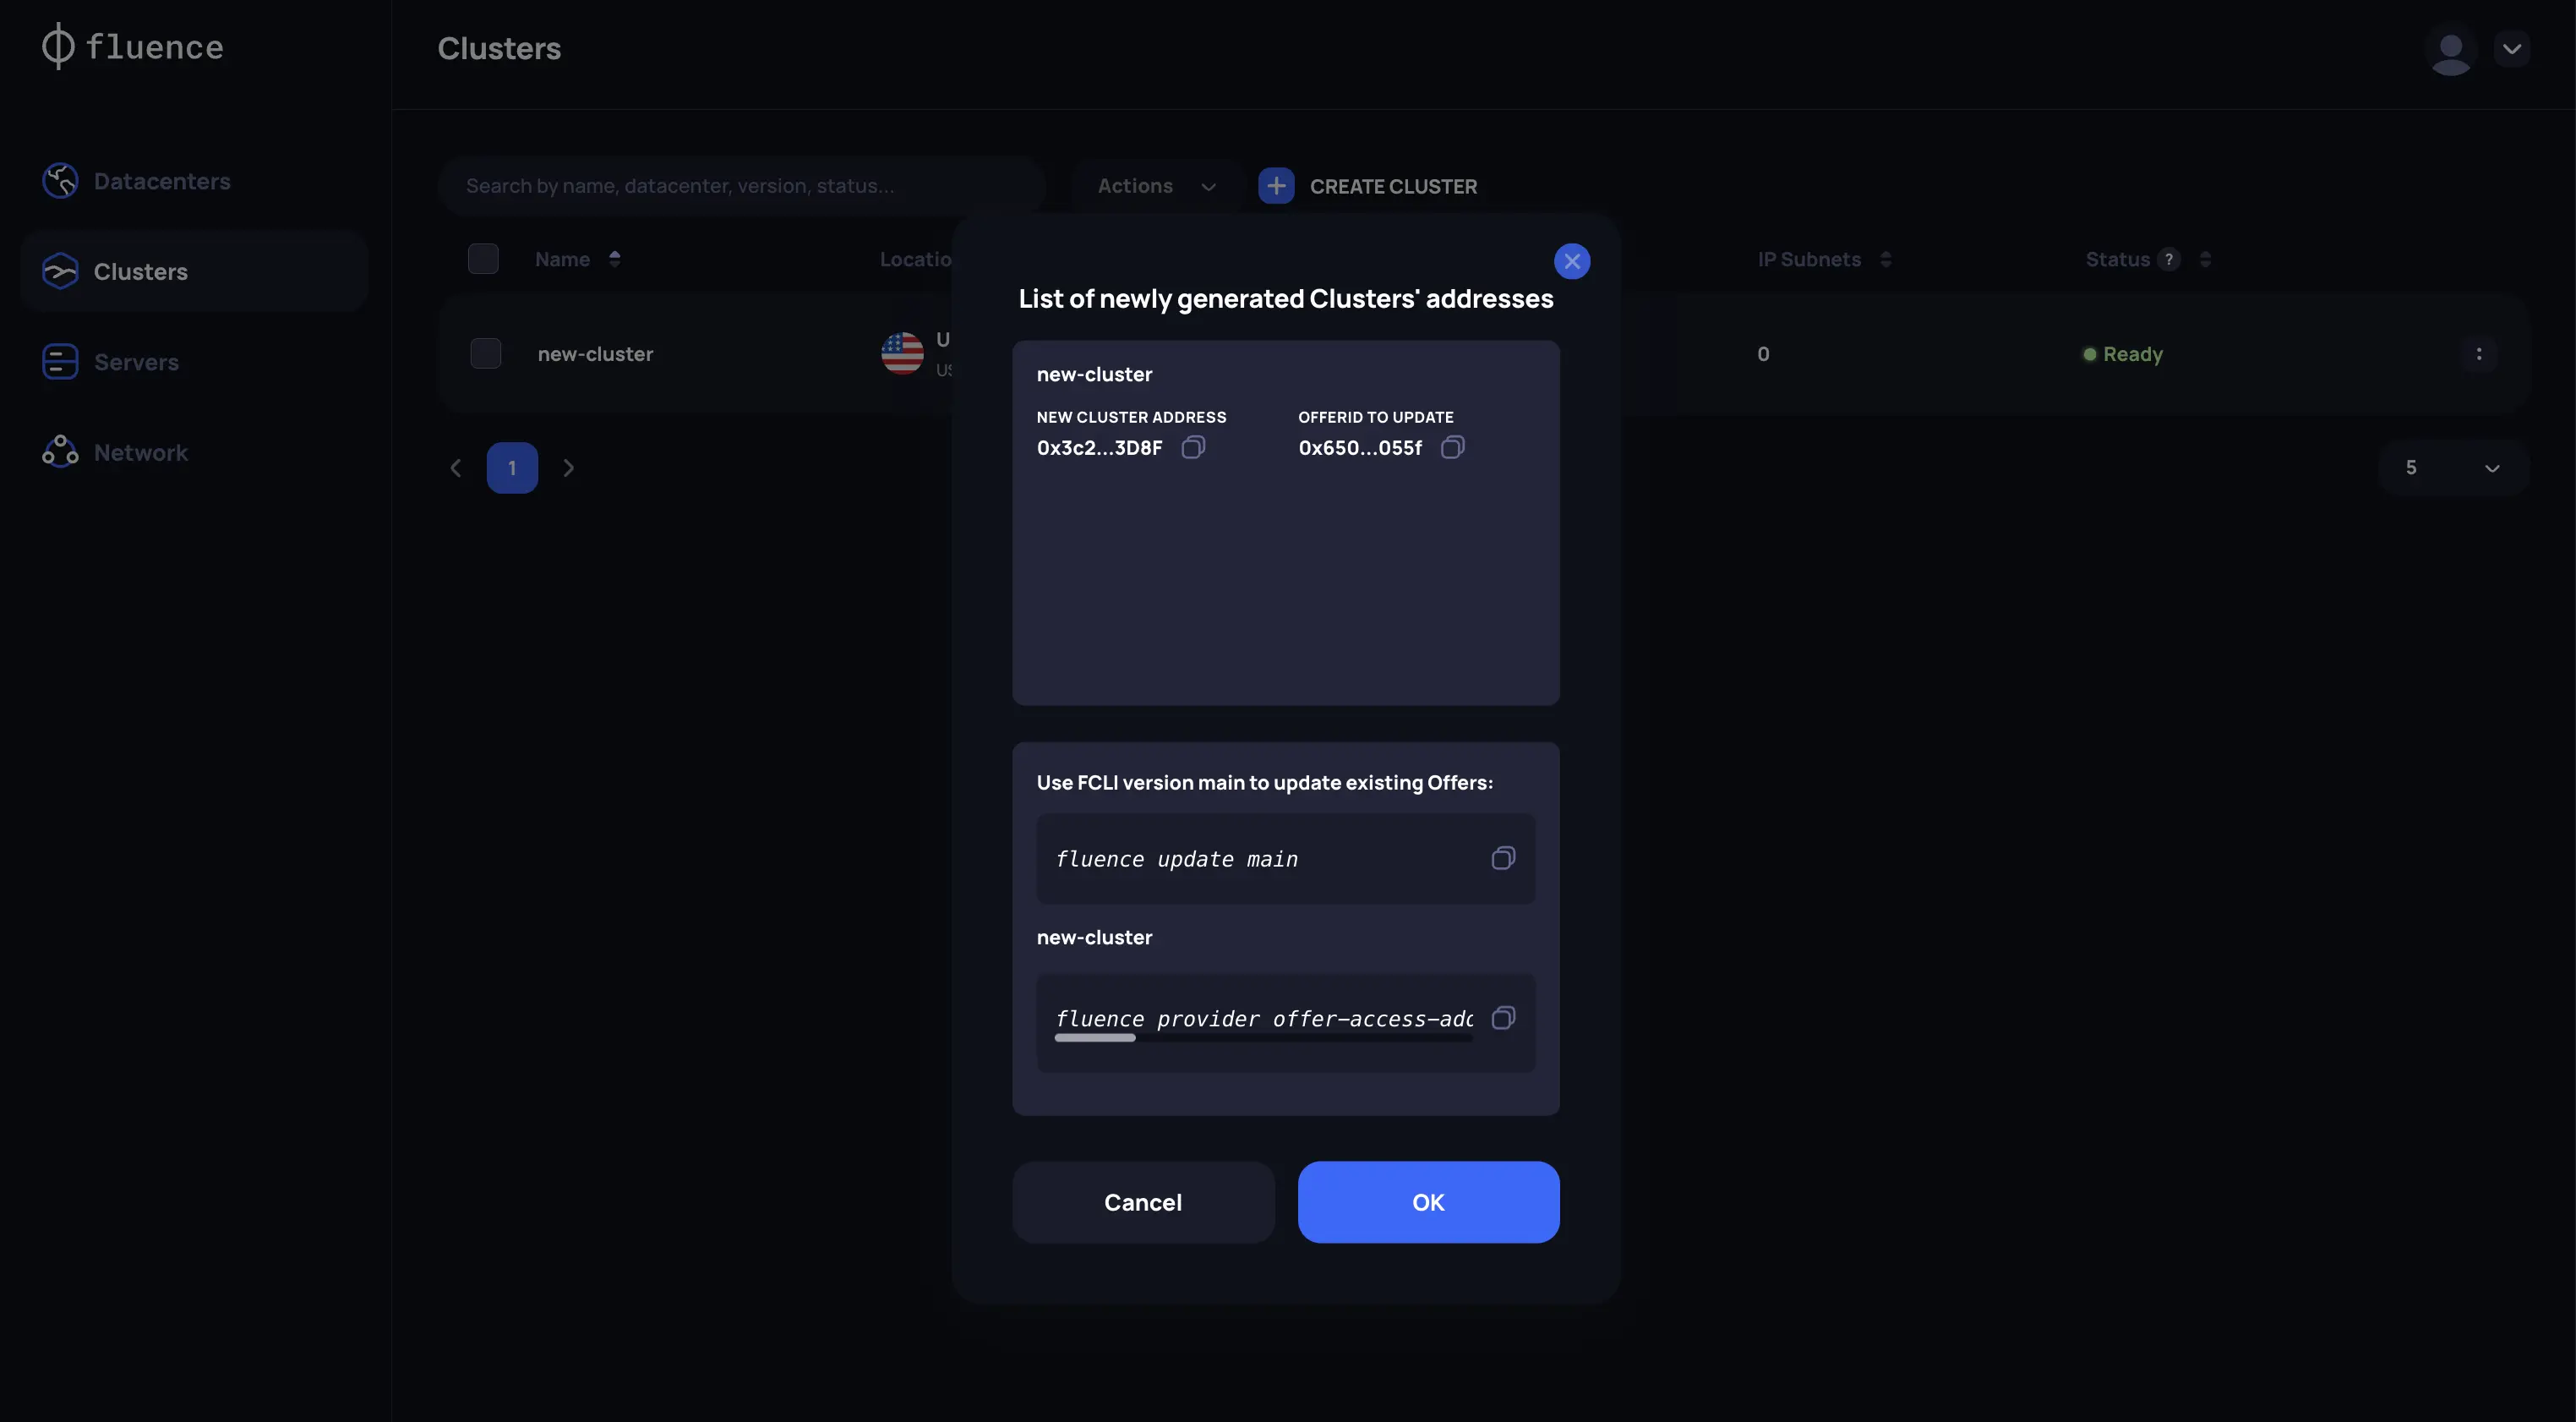 fluence
Clusters
Datacenters
Clusters
Servers
Network
Search by name, datacenter, version, status...
Actions
CREATE CLUSTER
Name
Locatio
IP Subnets
Status ?
new-cluster
U
US
0
Ready
1
5
List of newly generated Clusters' addresses
new-cluster
NEW CLUSTER ADDRESS OFFERID TO UPDATE
0x3c2...3D8F 0x650...055f
Use FCLI version main to update existing Offers:
fluence update main
new-cluster
fluence provider offer-access-add
Cancel
OK